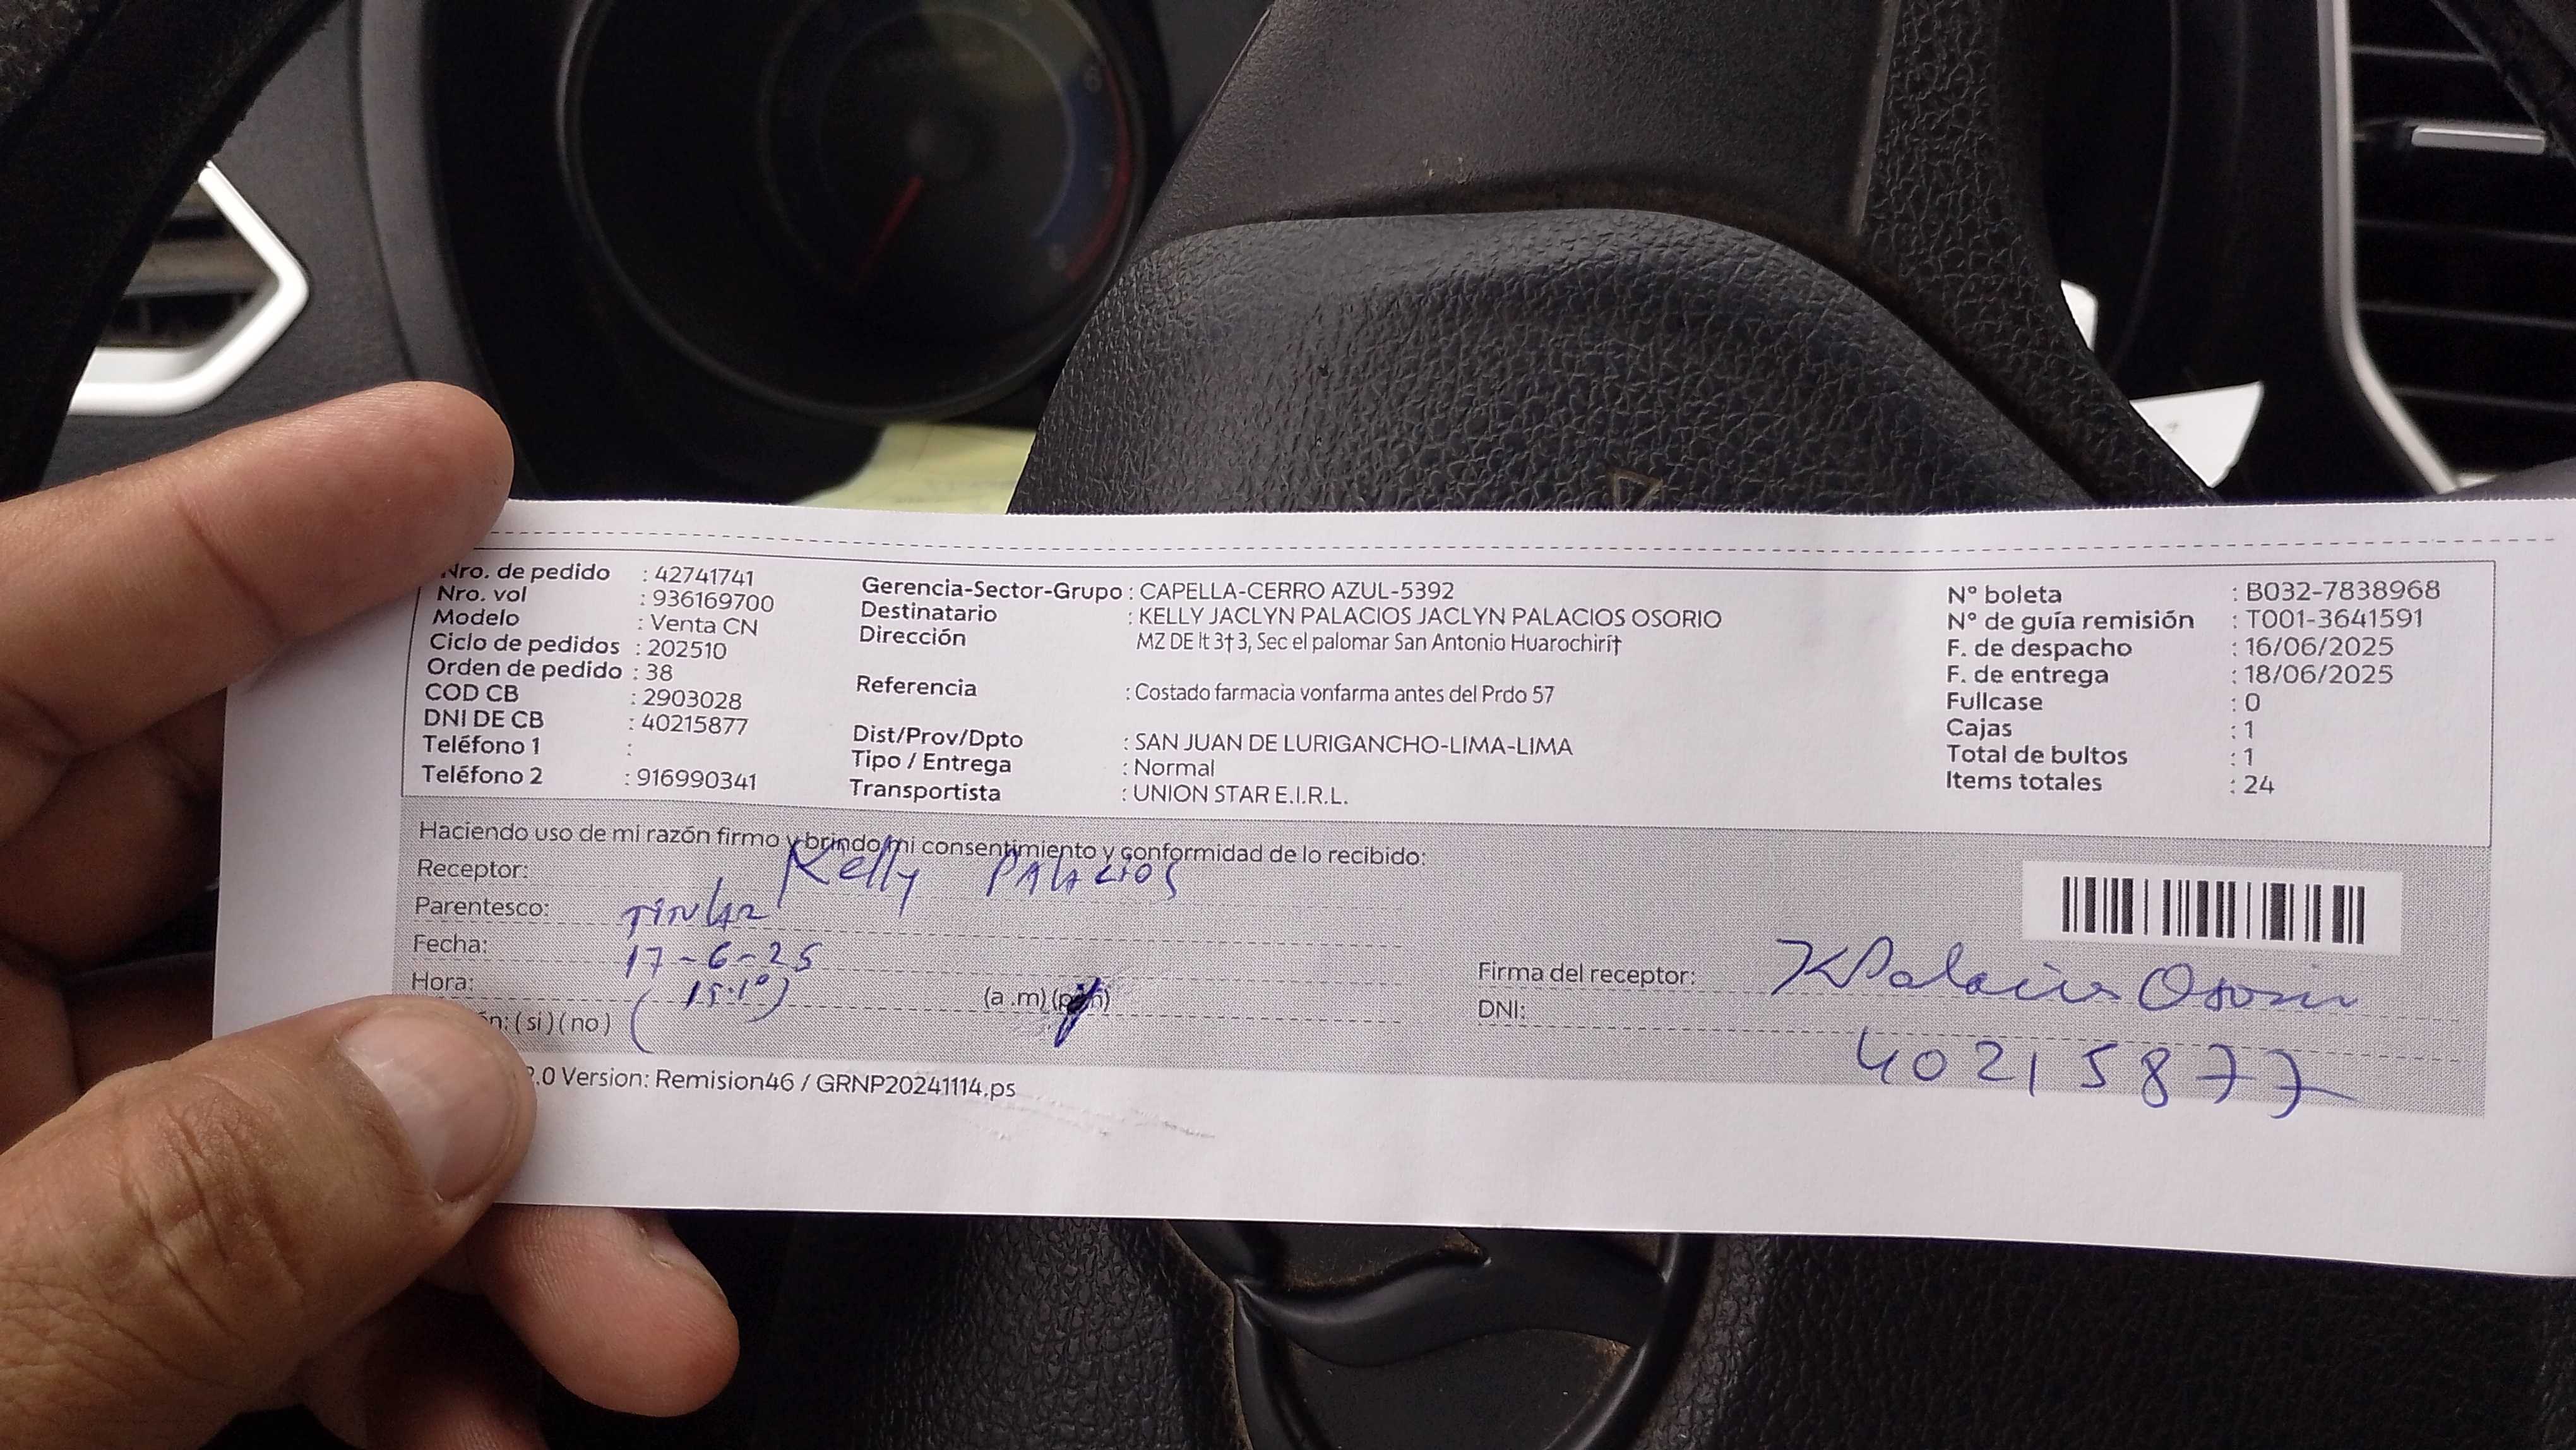 Nro. de pedido : 42741741
Nro. vol : 936169700
Modelo : Venta CN
Ciclo de pedidos : 202510
Orden de pedido : 38
COD CB : 2903028
DNI DE CB : 40215877
Teléfono 1 :
Teléfono 2 : 916990341
Gerencia-Sector-Grupo : CAPELLA-CERRO AZUL-5392
Destinatario : KELLY JACLYN PALACIOS JACLYN PALACIOS OSORIO
Dirección MZ DE lt 3† 3, Sec el palomar San Antonio Huarochirí†
Referencia : Costado farmacia vonfarma antes del Prdo 57
Dist/Prov/Dpto : SAN JUAN DE LURIGANCHO-LIMA-LIMA
Tipo / Entrega : Normal
Transportista : UNION STAR E.I.R.L.
N° boleta : B032-7838968
N° de guía remisión : T001-3641591
F. de despacho : 16/06/2025
F. de entrega : 18/06/2025
Fullcase : 0
Cajas : 1
Total de bultos : 1
Items totales : 24
Haciendo uso de mi razón firmo y brindo mi consentimiento y conformidad de lo recibido:
Receptor: Kelly PALACIOS
Parentesco: Titular
Fecha: 17-6-25
Hora: (15:10) (a .m) (p.m)
n: ( si ) ( no )
Firma del receptor: KPalacios Osorio
DNI: 40215877
.0 Version: Remision46 / GRNP20241114.ps
6